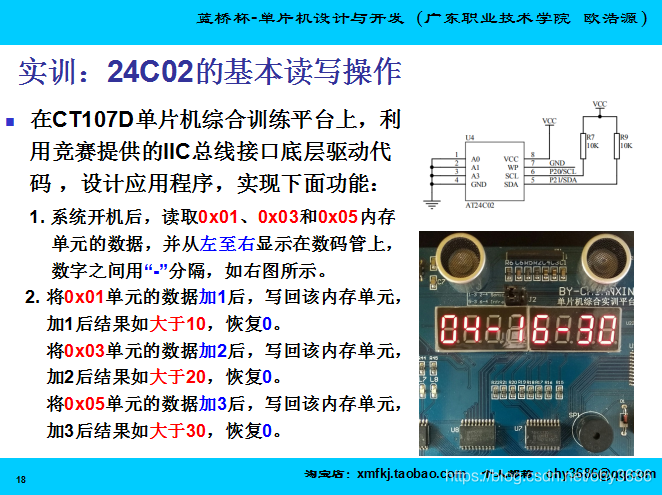 蓝桥杯-单片机设计与开发（广东职业技术学院 欧浩源）
实训：24C02的基本读写操作
在CT107D单片机综合训练平台上，利
用竞赛提供的IIC总线接口底层驱动代
码，设计应用程序，实现下面功能：
1. 系统开机后，读取0x01、0x03和0x05内存
单元的数据，并从左至右显示在数码管上，
数字之间用“-”分隔，如右图所示。
2. 将0x01单元的数据加1后，写回该内存单元，
加1后结果如大于10，恢复0。
将0x03单元的数据加2后，写回该内存单元，
加2后结果如大于20，恢复0。
将0x05单元的数据加3后，写回该内存单元，
加3后结果如大于30，恢复0。
VCC
VCC
U4
R7
10K
R9
10K
1 A0 VCC 8
2 A1 WP 7 GND
3 A3 SCL 6 P20/SCL
4 GND SDA 5 P21/SDA
AT24C02
C7
J2
单片机综合实训平台
04-16-30
U8
U7
SP1
18
淘宝店：xmfkj.taobao.com